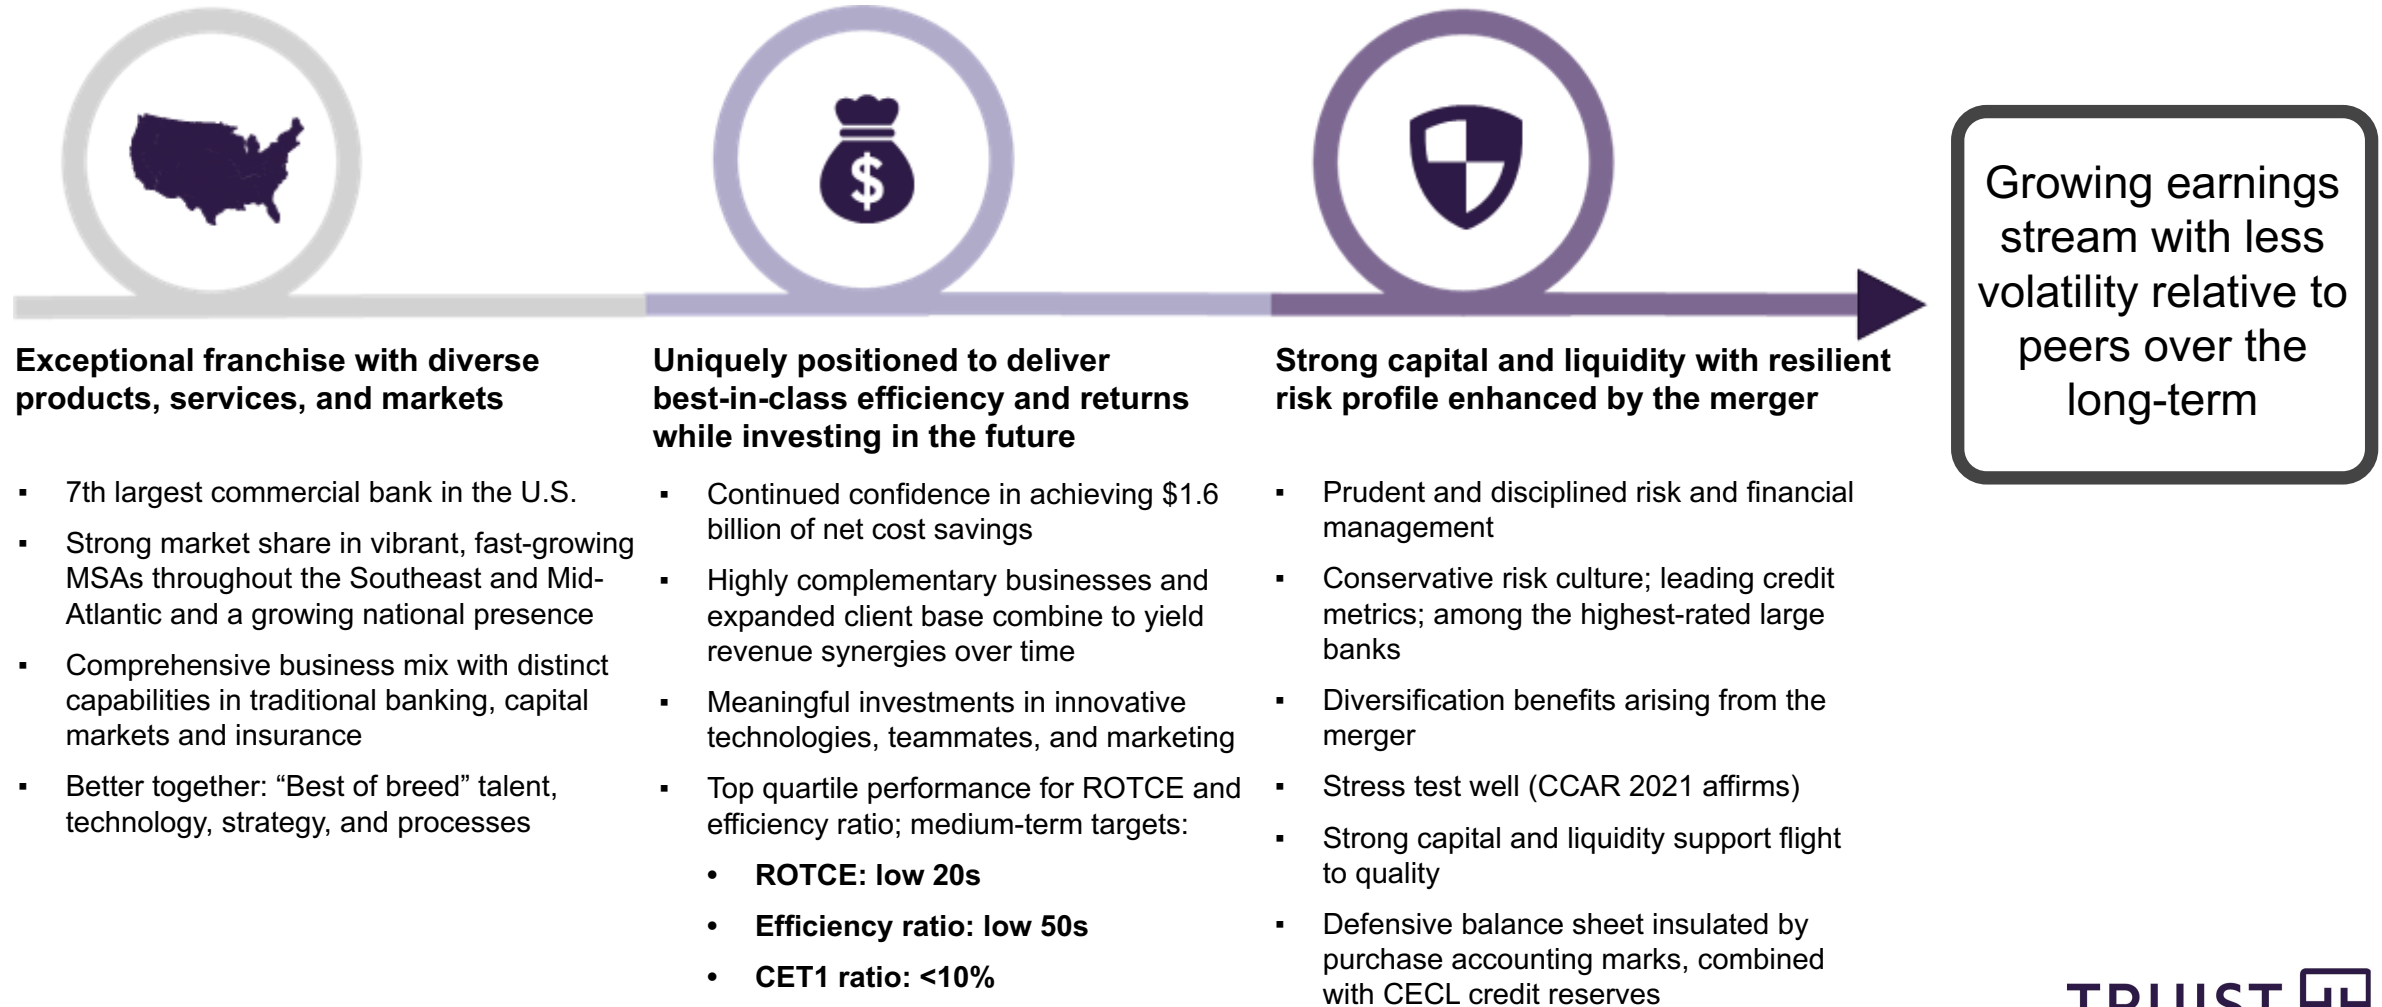 Exceptional franchise with diverse
products, services, and markets
▪ 7th largest commercial bank in the U.S.
▪ Strong market share in vibrant, fast-growing
MSAs throughout the Southeast and Mid-
Atlantic and a growing national presence
▪ Comprehensive business mix with distinct
capabilities in traditional banking, capital
markets and insurance
▪ Better together: “Best of breed” talent,
technology, strategy, and processes
Uniquely positioned to deliver
best-in-class efficiency and returns
while investing in the future
▪ Continued confidence in achieving $1.6
billion of net cost savings
▪ Highly complementary businesses and
expanded client base combine to yield
revenue synergies over time
▪ Meaningful investments in innovative
technologies, teammates, and marketing
▪ Top quartile performance for ROTCE and
efficiency ratio; medium-term targets:
• ROTCE: low 20s
• Efficiency ratio: low 50s
• CET1 ratio: <10%
Strong capital and liquidity with resilient
risk profile enhanced by the merger
▪ Prudent and disciplined risk and financial
management
▪ Conservative risk culture; leading credit
metrics; among the highest-rated large
banks
▪ Diversification benefits arising from the
merger
▪ Stress test well (CCAR 2021 affirms)
▪ Strong capital and liquidity support flight
to quality
▪ Defensive balance sheet insulated by
purchase accounting marks, combined
with CECL credit reserves
Growing earnings
stream with less
volatility relative to
peers over the
long-term
TRUIST